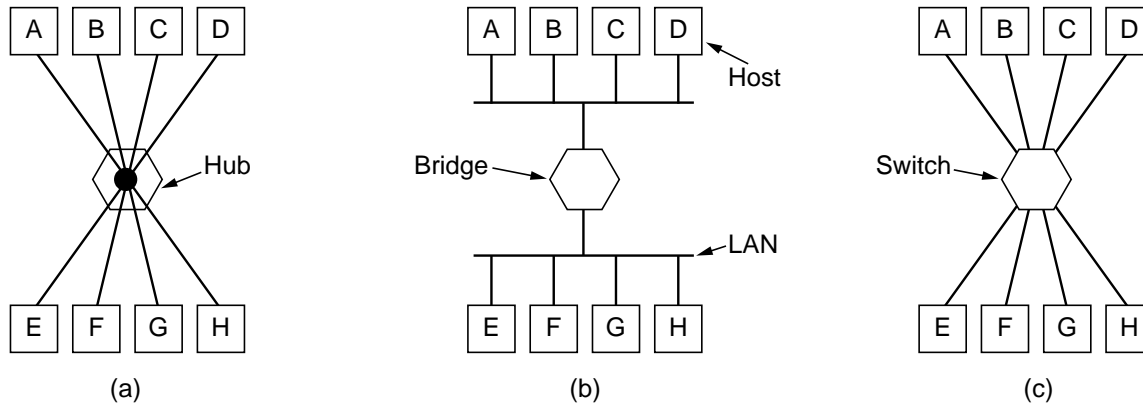 A B C D
Hub
E F G H
(a)
A B C D
Host
Bridge
LAN
E F G H
(b)
A B C D
Switch
E F G H
(c)